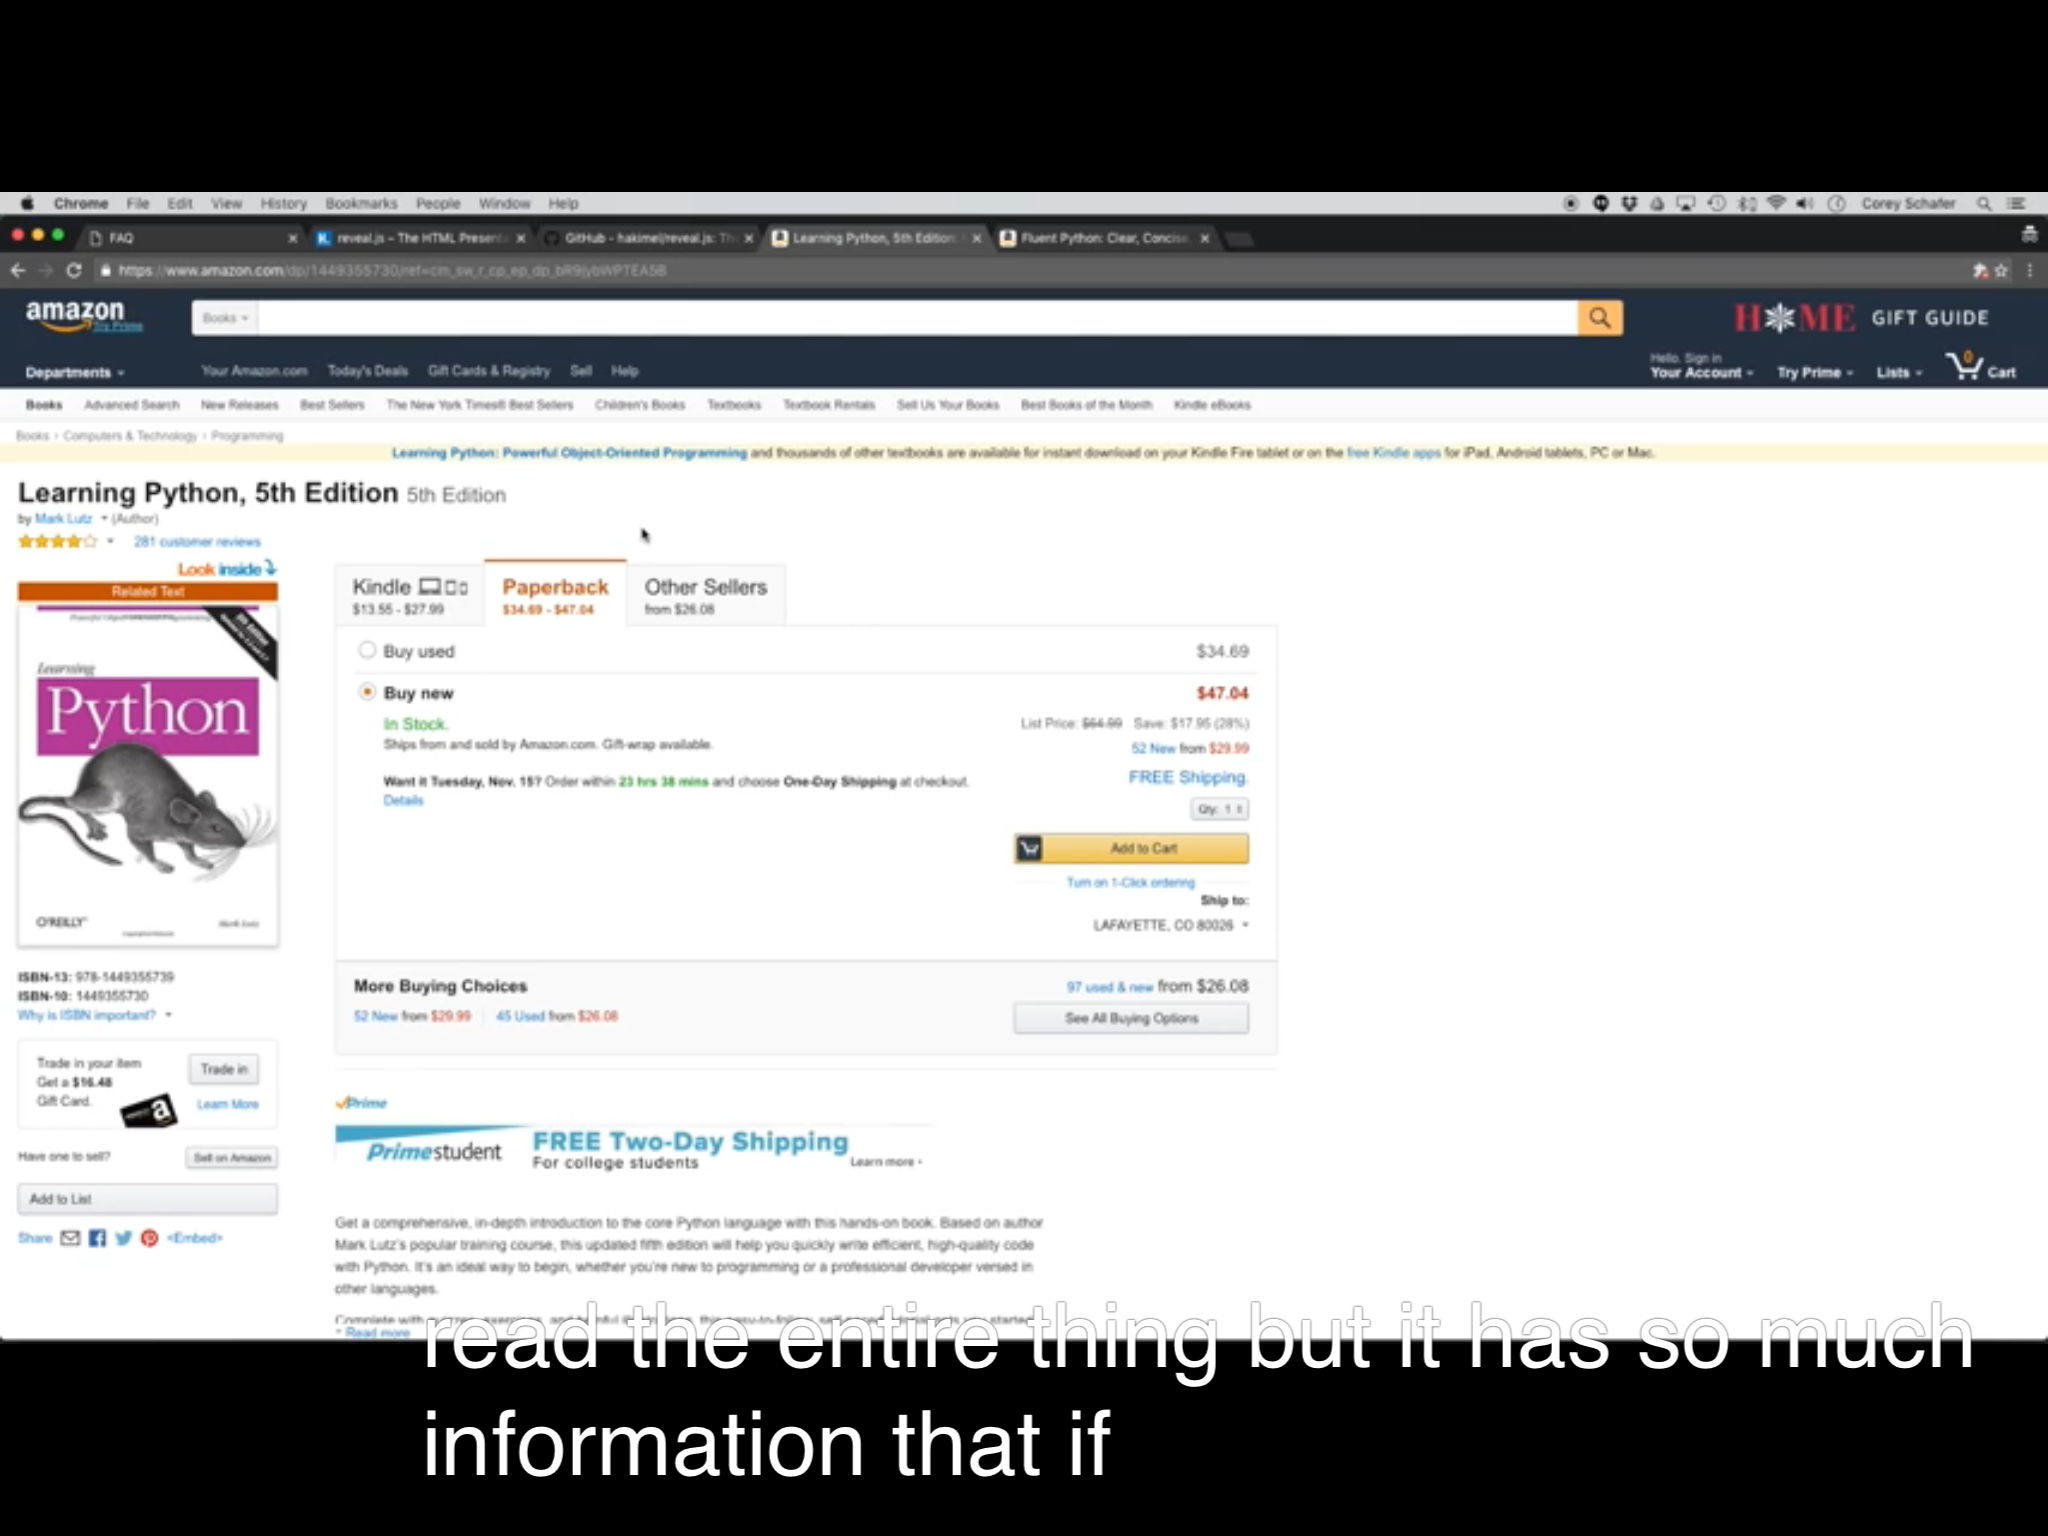 Chrome File Edit View History Bookmarks People Window Help Corey Schafer
FAQ reveal.js – The HTML Present GitHub - hakimel/reveal.js: Th Learning Python, 5th Edition: Fluent Python: Clear, Concise,
https://www.amazon.com/dp/1449355730/ref=cm_sw_r_cp_ep_dp_bR9jybWPTEA5B
amazon Try Prime Books HOME GIFT GUIDE
Departments Your Amazon.com Today's Deals Gift Cards & Registry Sell Help Hello. Sign in Your Account Try Prime Lists 0 Cart
Books Advanced Search New Releases Best Sellers The New York Times® Best Sellers Children's Books Textbooks Textbook Rentals Sell Us Your Books Best Books of the Month Kindle eBooks
Books › Computers & Technology › Programming
Learning Python: Powerful Object-Oriented Programming and thousands of other textbooks are available for instant download on your Kindle Fire tablet or on the free Kindle apps for iPad, Android tablets, PC or Mac.
Learning Python, 5th Edition 5th Edition
by Mark Lutz (Author)
281 customer reviews
Look inside
Related Text
Powerful Object-Oriented Programming
5th Edition
Learning
Python
O'REILLY® Mark Lutz
ISBN-13: 978-1449355739
ISBN-10: 1449355730
Why is ISBN important?
Trade in your item
Get a $16.48
Gift Card.
Trade in
Learn More
a
Have one to sell? Sell on Amazon
Add to List
Share <Embed>
Kindle
$13.55 - $27.99
Paperback
$34.69 - $47.04
Other Sellers
from $26.08
Buy used $34.69
Buy new $47.04
In Stock.
Ships from and sold by Amazon.com. Gift-wrap available.
List Price: $64.99 Save: $17.95 (28%)
52 New from $29.99
Want it Tuesday, Nov. 15? Order within 23 hrs 38 mins and choose One-Day Shipping at checkout.
Details
FREE Shipping.
Qty: 1
Add to Cart
Turn on 1-Click ordering
Ship to:
LAFAYETTE, CO 80026
More Buying Choices 97 used & new from $26.08
52 New from $29.99 45 Used from $26.08
See All Buying Options
Prime
Prime student FREE Two-Day Shipping
For college students Learn more ›
Get a comprehensive, in-depth introduction to the core Python language with this hands-on book. Based on author
Mark Lutz's popular training course, this updated fifth edition will help you quickly write efficient, high-quality code
with Python. It's an ideal way to begin, whether you're new to programming or a professional developer versed in
other languages.
Complete with
Read more
read the entire thing but it has so much
information that if